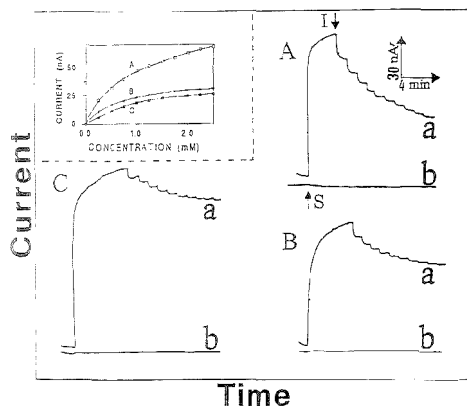 A
I
30 nA
4 min
a
b
S
50
25
0
CURRENT (nA)
A
B
C
0.0
1.0
2.0
CONCENTRATION (mM)
C
a
b
B
a
b
Current
Time